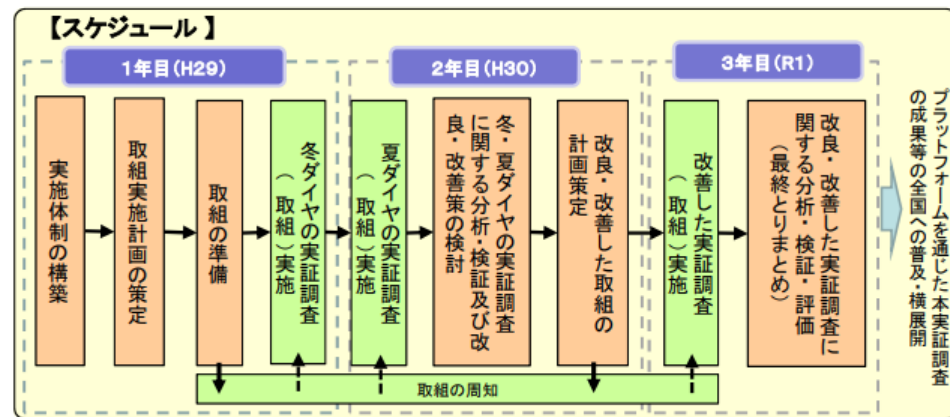 【スケジュール】
1年目(H29)
2年目(H30)
3年目(R1)
実施体制の構築
取組実施計画の策定
取組の準備
冬ダイヤの実証調査
(取組)実施
夏ダイヤの実証調査
(取組)実施
冬・夏ダイヤの実証調査
に関する分析・検証及び改
良・改善策の検討
改良・改善した取組の
計画策定
改善した実証調査
(取組)実施
改良・改善した実証調査に
関する分析・検証・評価
(最終とりまとめ)
プラットフォームを通じた本実証調査
の成果等の全国への普及・横展開
取組の周知